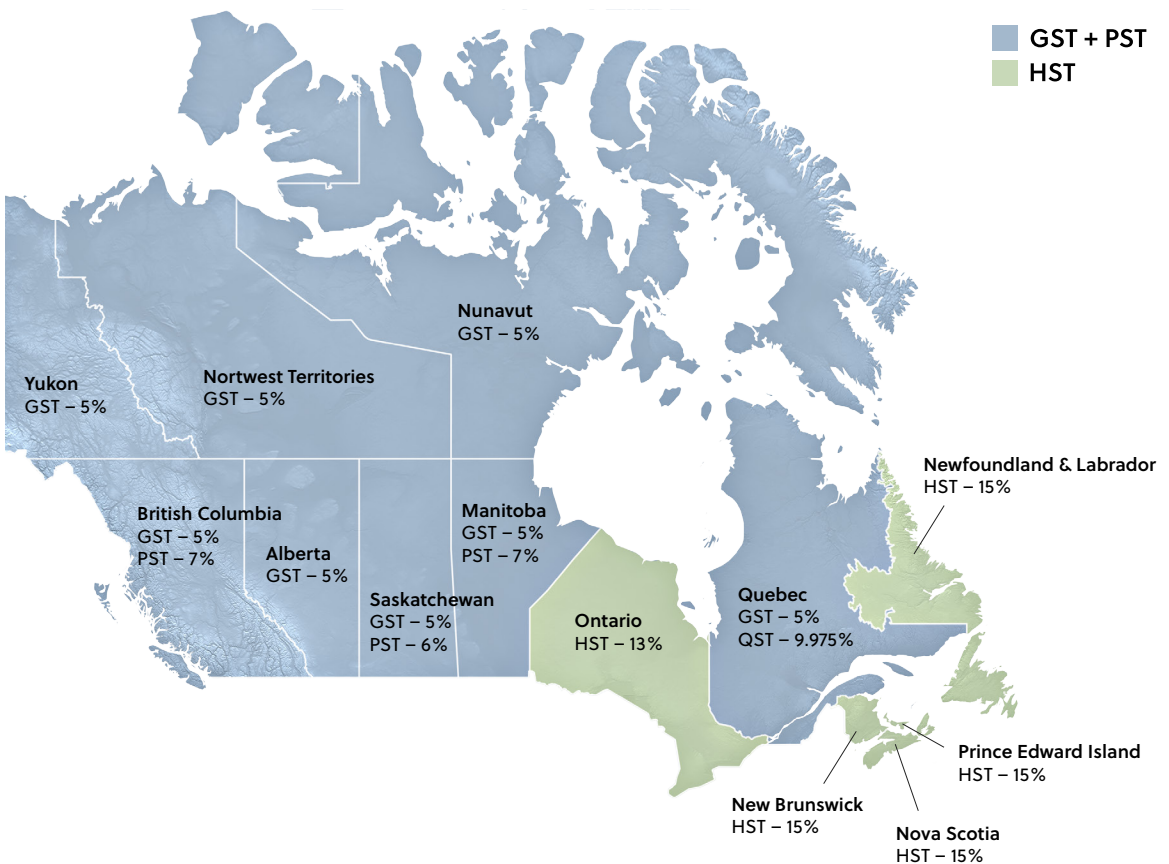 GST + PST
HST
Nunavut
GST – 5%
Yukon
GST – 5%
Nortwest Territories
GST – 5%
Newfoundland & Labrador
HST – 15%
British Columbia
GST – 5%
PST – 7%
Alberta
GST – 5%
Saskatchewan
GST – 5%
PST – 6%
Manitoba
GST – 5%
PST – 7%
Ontario
HST – 13%
Quebec
GST – 5%
QST – 9.975%
Prince Edward Island
HST – 15%
New Brunswick
HST – 15%
Nova Scotia
HST – 15%